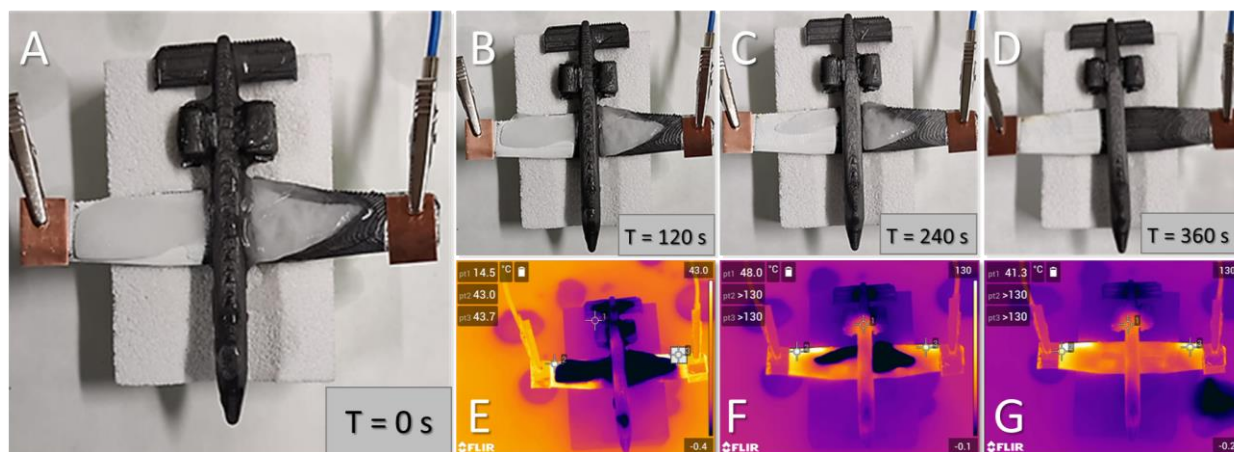 A
T = 0 s
B
T = 120 s
C
T = 240 s
D
T = 360 s
pt1 14.5 °C
pt2 43.0
pt3 43.7
43.0
E
-0.4
FLIR
pt1 48.0 °C
pt2 >130
pt3 >130
130
F
-0.1
FLIR
pt1 41.3 °C
pt2 >130
pt3 >130
130
G
-0.2
FLIR